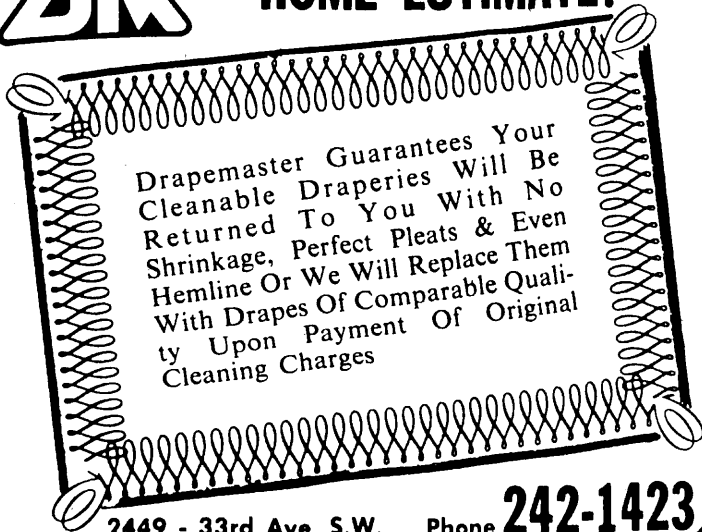 DM
HOME ESTIMATE!
Drapemaster Guarantees Your
Cleanable Draperies Will Be
Returned To You With No
Shrinkage, Perfect Pleats & Even
Hemline Or We Will Replace Them
With Drapes Of Comparable Quali-
ty Upon Payment Of Original
Cleaning Charges
2449 - 33rd Ave. S.W. Phone 242-1423